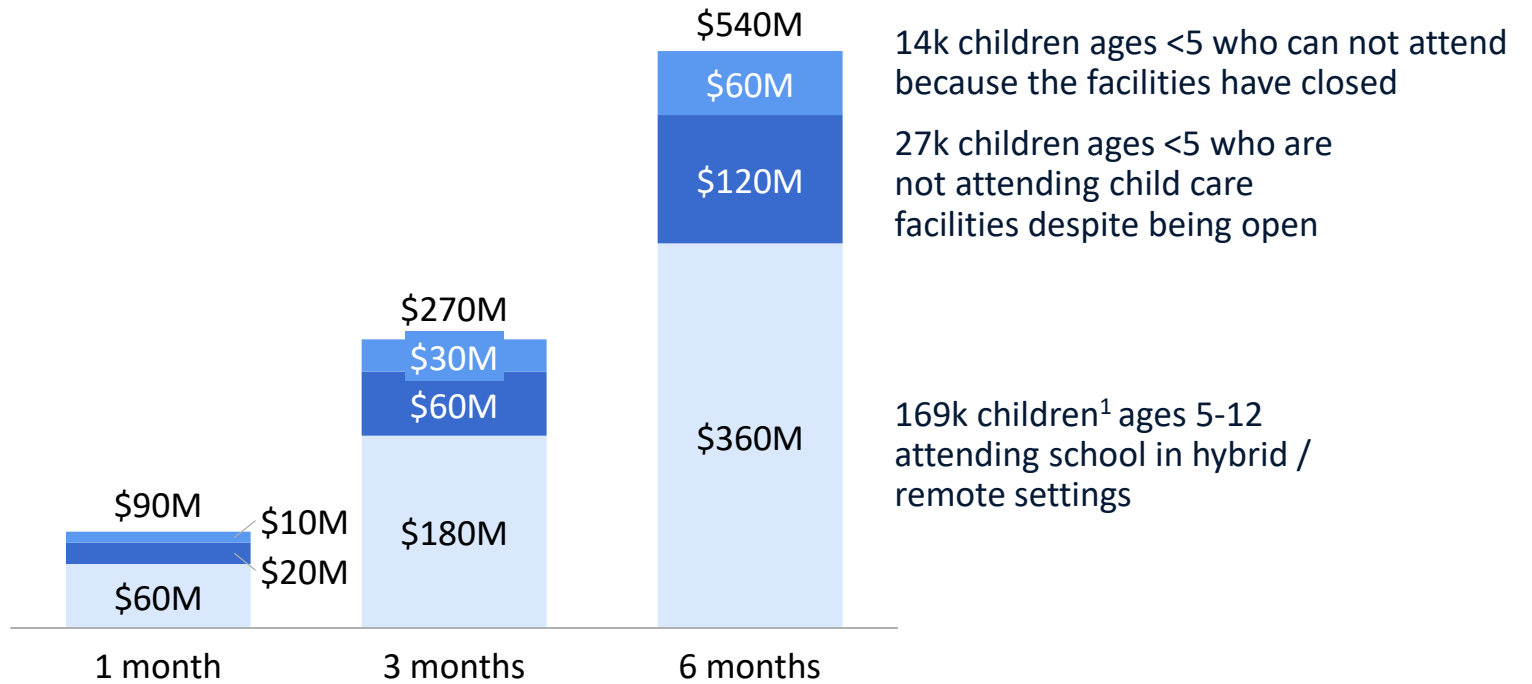 $540M
$60M
$120M
$360M
14k children ages <5 who can not attend
because the facilities have closed
27k children ages <5 who are
not attending child care
facilities despite being open
169k children1 ages 5-12
attending school in hybrid /
remote settings
$270M
$30M
$60M
$180M
$90M
$10M
$20M
$60M
1 month
3 months
6 months